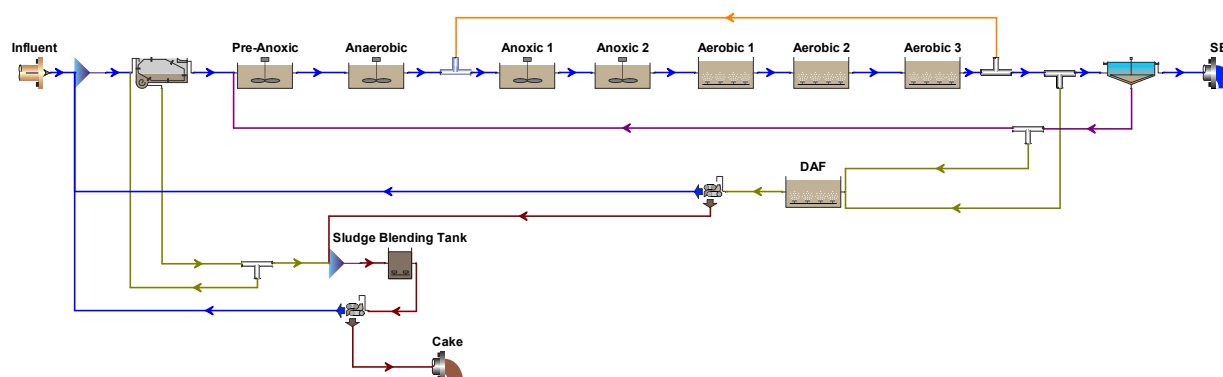 Influent
Pre-Anoxic
Anaerobic
Anoxic 1
Anoxic 2
Aerobic 1
Aerobic 2
Aerobic 3
DAF
Sludge Blending Tank
Cake